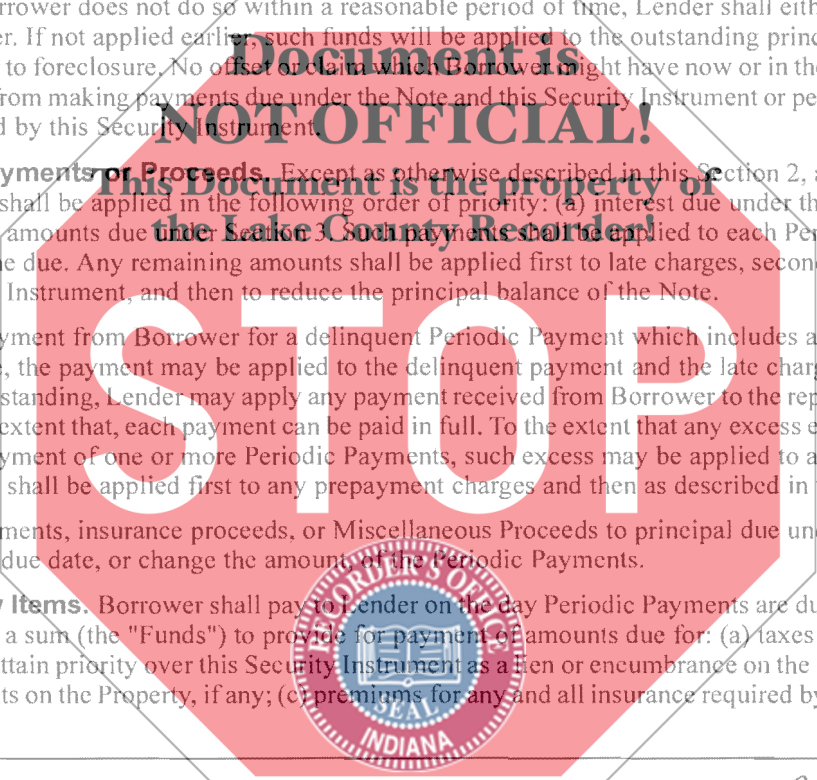 rrower does not do so within a reasonable period of time, Lender shall eith
er. If not applied earlier, such funds will be applied to the outstanding princ
to foreclosure. No offset or claim which Borrower might have now or in the
from making payments due under the Note and this Security Instrument or pe
d by this Security Instrument.
Document is
NOT OFFICIAL!
This Document is the property of
the Lake County Recorder!
yments or Proceeds. Except as otherwise described in this Section 2, a
shall be applied in the following order of priority: (a) interest due under th
amounts due under Section 3. Such payments shall be applied to each Per
e due. Any remaining amounts shall be applied first to late charges, secon
Instrument, and then to reduce the principal balance of the Note.
yment from Borrower for a delinquent Periodic Payment which includes a
e, the payment may be applied to the delinquent payment and the late charg
standing, Lender may apply any payment received from Borrower to the rep
extent that, each payment can be paid in full. To the extent that any excess e
yment of one or more Periodic Payments, such excess may be applied to a
shall be applied first to any prepayment charges and then as described in
STOP
ments, insurance proceeds, or Miscellaneous Proceeds to principal due un
due date, or change the amount, of the Periodic Payments.
y Items. Borrower shall pay to Lender on the day Periodic Payments are du
a sum (the "Funds") to provide for payment of amounts due for: (a) taxes
ttain priority over this Security Instrument as a lien or encumbrance on the
ts on the Property, if any; (c) premiums for any and all insurance required by
RECORDER'S OFFICE
SEAL
INDIANA